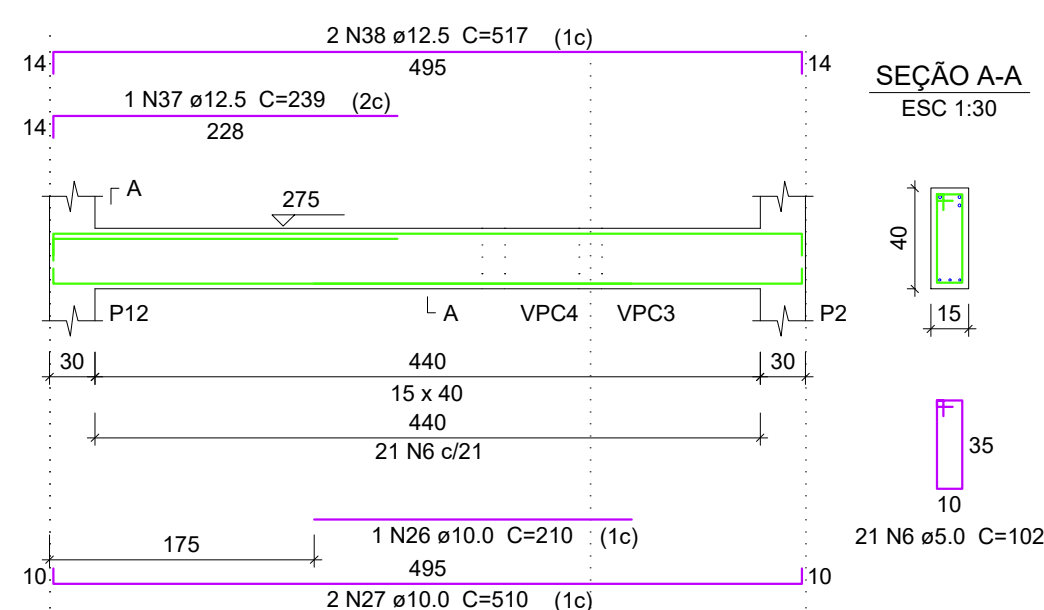 2 N38 ø12.5 C=517 (1c)
14
495
14
SEÇÃO A-A
ESC 1:30
1 N37 ø12.5 C=239 (2c)
14
228
A
275
40
15
P12
A
VPC4
VPC3
P2
30
440
30
15 x 40
440
21 N6 c/21
35
10
21 N6 ø5.0 C=102
1 N26 ø10.0 C=210 (1c)
175
10
495
10
2 N27 ø10.0 C=510 (1c)